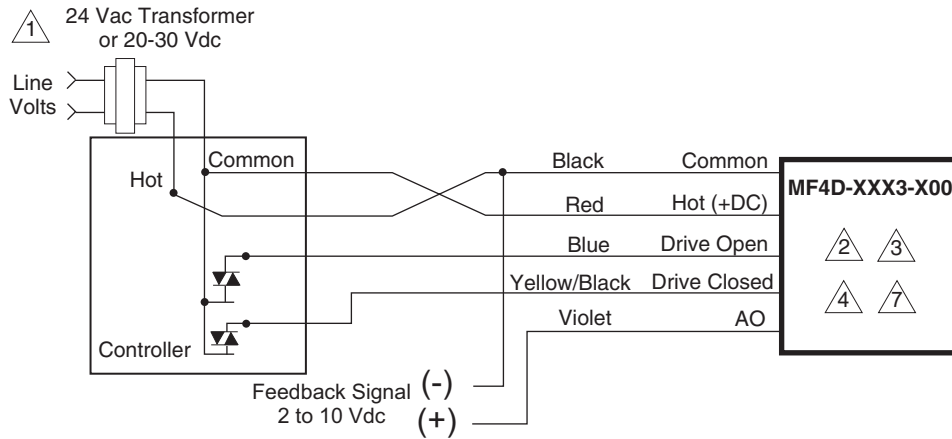 1
24 Vac Transformer
or 20-30 Vdc
Line
Volts
Common
Hot
Controller
Black
Common
Red
Hot (+DC)
Blue
Drive Open
Yellow/Black
Drive Closed
Violet
AO
MF4D-XXX3-X00
2
3
4
7
Feedback Signal (-)
2 to 10 Vdc (+)